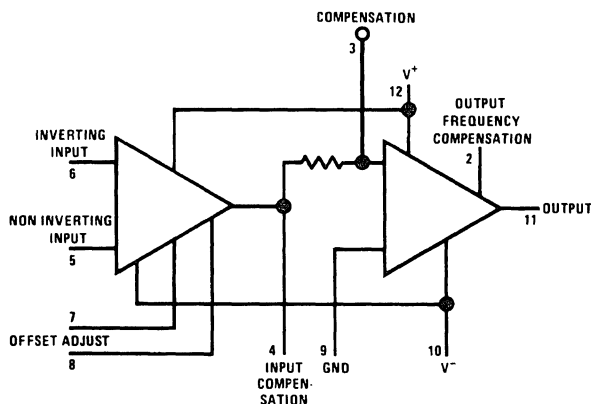 COMPENSATION
3
V+
12
OUTPUT
FREQUENCY
COMPENSATION
2
INVERTING
INPUT
6
NON INVERTING
INPUT
5
OUTPUT
11
7
OFFSET ADJUST
8
4 INPUT
COMPEN-
SATION
9 GND
10 V-